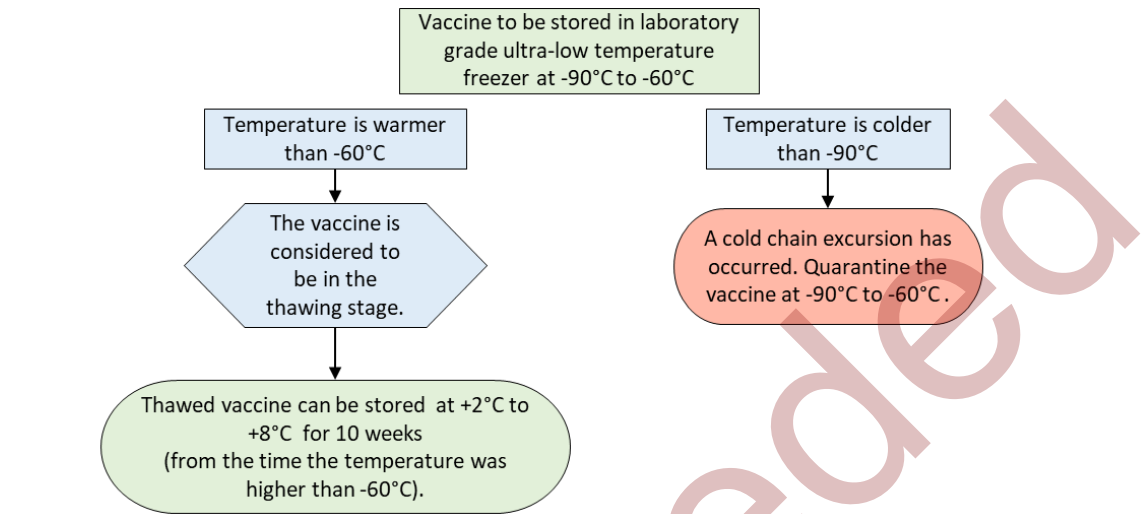 Vaccine to be stored in laboratory
grade ultra-low temperature
freezer at -90°C to -60°C
Temperature is warmer
than -60°C
Temperature is colder
than -90°C
The vaccine is
considered to
be in the
thawing stage.
A cold chain excursion has
occurred. Quarantine the
vaccine at -90°C to -60°C .
Thawed vaccine can be stored at +2°C to
+8°C for 10 weeks
(from the time the temperature was
higher than -60°C).
eded